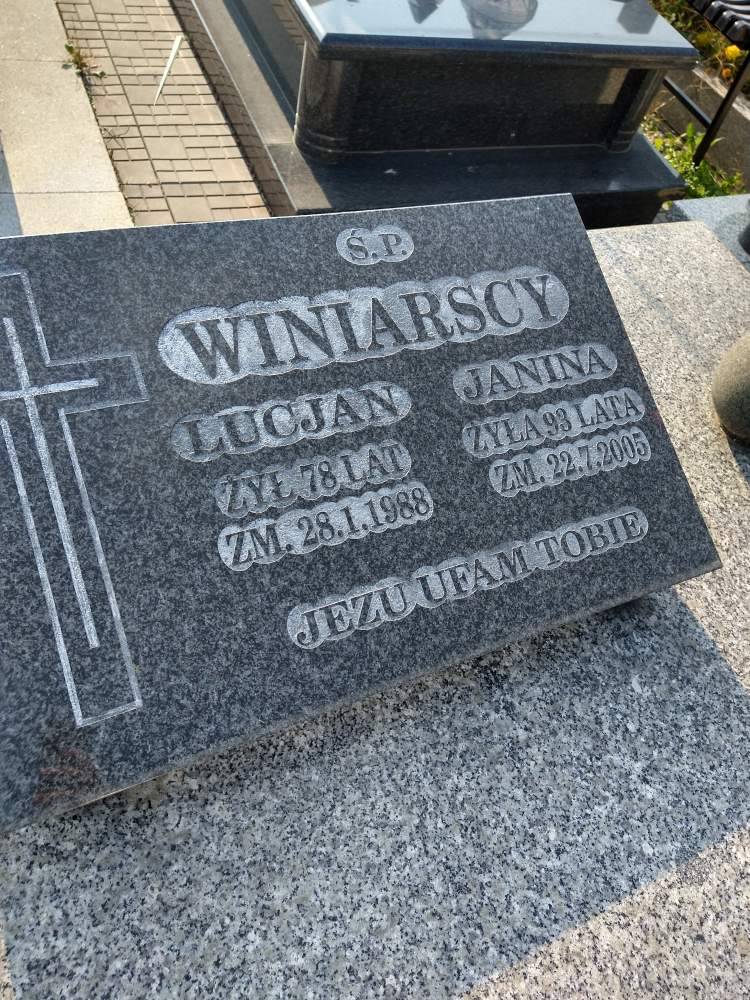 Ś.P.
WINIARSCY
LUCJAN
ŻYŁ 78 LAT
ZM. 28.1.1988
JANINA
ŻYŁA 93 LATA
ZM. 22.7.2005
JEZU UFAM TOBIE